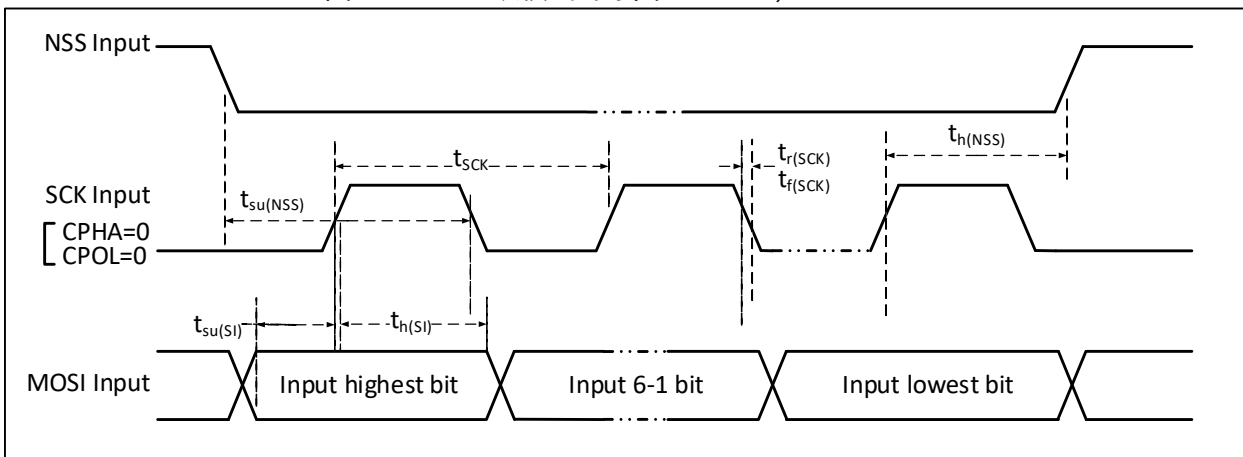 NSS Input
t_h(NSS)
t_SCK
t_r(SCK)
t_f(SCK)
SCK Input
t_su(NSS)
CPHA=0
CPOL=0
t_su(SI)
t_h(SI)
MOSI Input
Input highest bit
Input 6-1 bit
Input lowest bit